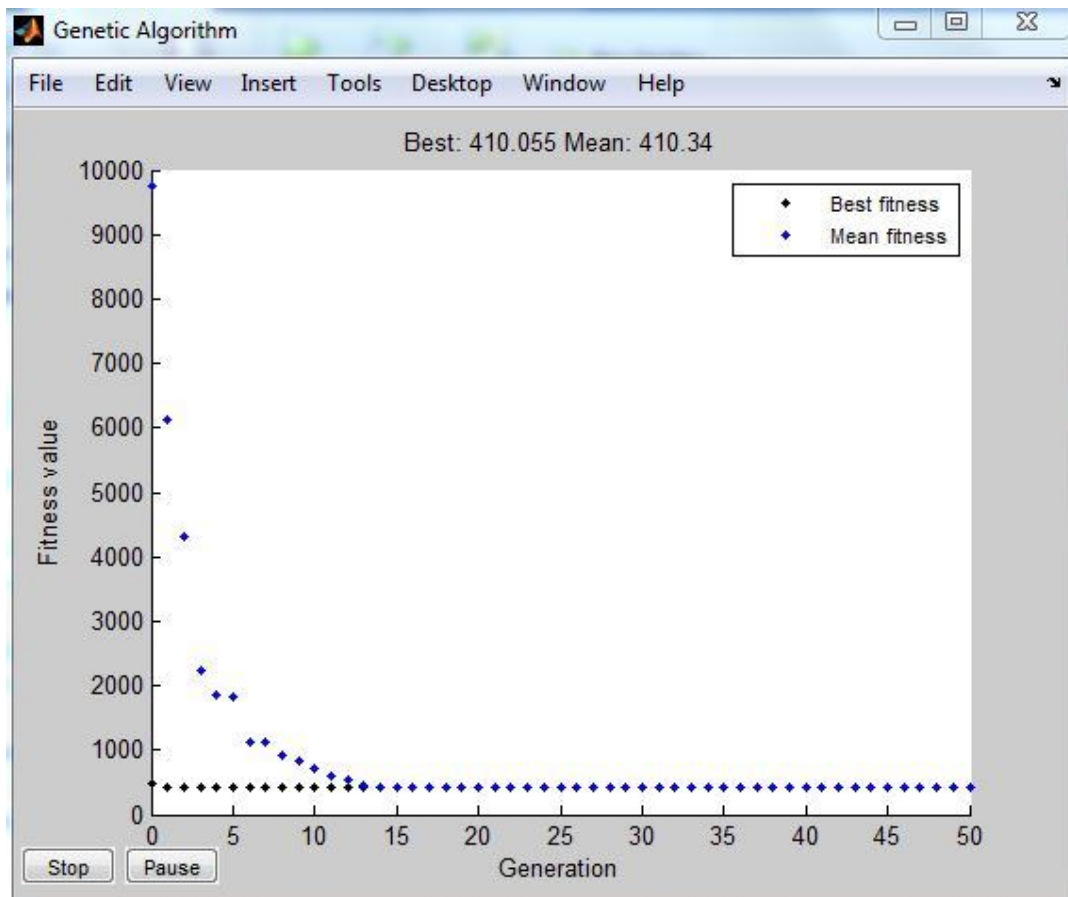 Genetic Algorithm
File Edit View Insert Tools Desktop Window Help
Best: 410.055 Mean: 410.34
10000
9000
8000
7000
6000
5000
4000
3000
2000
1000
0
Fitness value
Best fitness
Mean fitness
0 5 10 15 20 25 30 35 40 45 50
Generation
Stop Pause